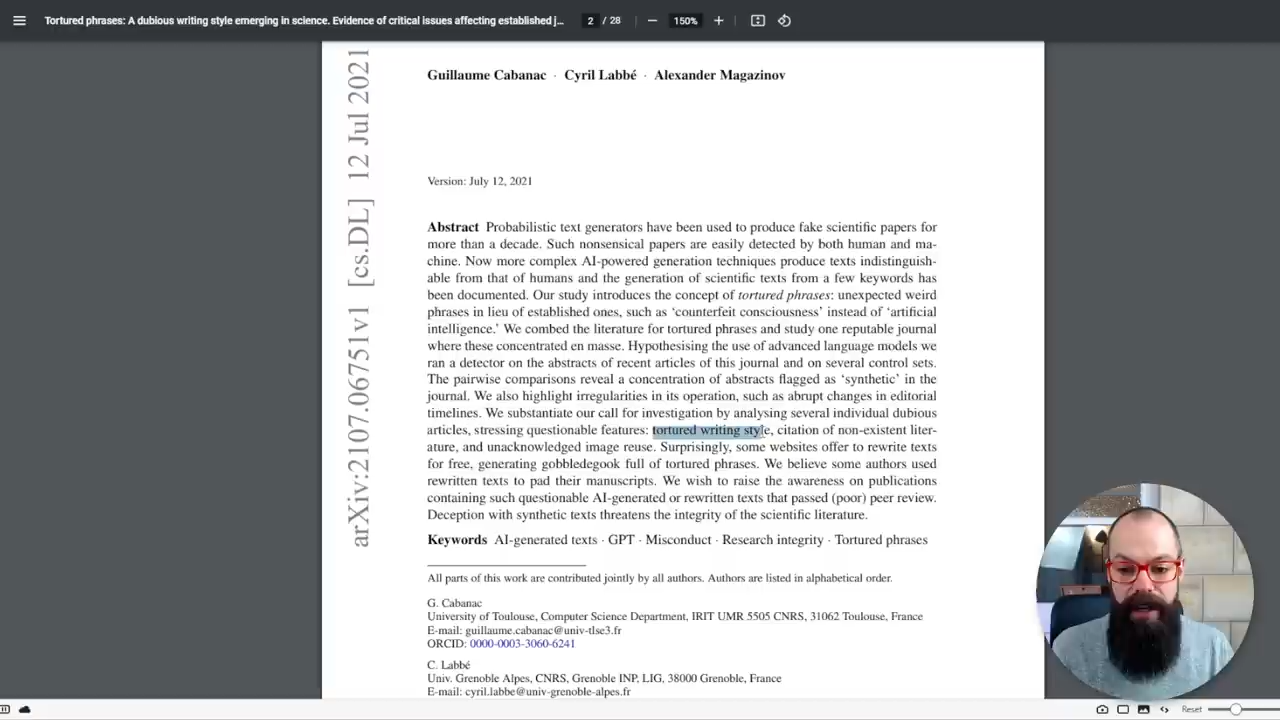 Tortured phrases: A dubious writing style emerging in science. Evidence of critical issues affecting established j…
2 / 28
150%
arXiv:2107.06751v1 [cs.DL] 12 Jul 2021
Guillaume Cabanac · Cyril Labbé · Alexander Magazinov
Version: July 12, 2021
Abstract Probabilistic text generators have been used to produce fake scientific papers for
more than a decade. Such nonsensical papers are easily detected by both human and ma-
chine. Now more complex AI-powered generation techniques produce texts indistinguish-
able from that of humans and the generation of scientific texts from a few keywords has
been documented. Our study introduces the concept of tortured phrases: unexpected weird
phrases in lieu of established ones, such as ‘counterfeit consciousness’ instead of ‘artificial
intelligence.’ We combed the literature for tortured phrases and study one reputable journal
where these concentrated en masse. Hypothesising the use of advanced language models we
ran a detector on the abstracts of recent articles of this journal and on several control sets.
The pairwise comparisons reveal a concentration of abstracts flagged as ‘synthetic’ in the
journal. We also highlight irregularities in its operation, such as abrupt changes in editorial
timelines. We substantiate our call for investigation by analysing several individual dubious
articles, stressing questionable features: tortured writing style, citation of non-existent liter-
ature, and unacknowledged image reuse. Surprisingly, some websites offer to rewrite texts
for free, generating gobbledegook full of tortured phrases. We believe some authors used
rewritten texts to pad their manuscripts. We wish to raise the awareness on publications
containing such questionable AI-generated or rewritten texts that passed (poor) peer review.
Deception with synthetic texts threatens the integrity of the scientific literature.
Keywords AI-generated texts · GPT · Misconduct · Research integrity · Tortured phrases
All parts of this work are contributed jointly by all authors. Authors are listed in alphabetical order.
G. Cabanac
University of Toulouse, Computer Science Department, IRIT UMR 5505 CNRS, 31062 Toulouse, France
E-mail: guillaume.cabanac@univ-tlse3.fr
ORCID: 0000-0003-3060-6241
C. Labbé
Univ. Grenoble Alpes, CNRS, Grenoble INP, LIG, 38000 Grenoble, France
E-mail: cyril.labbe@univ-grenoble-alpes.fr
Reset